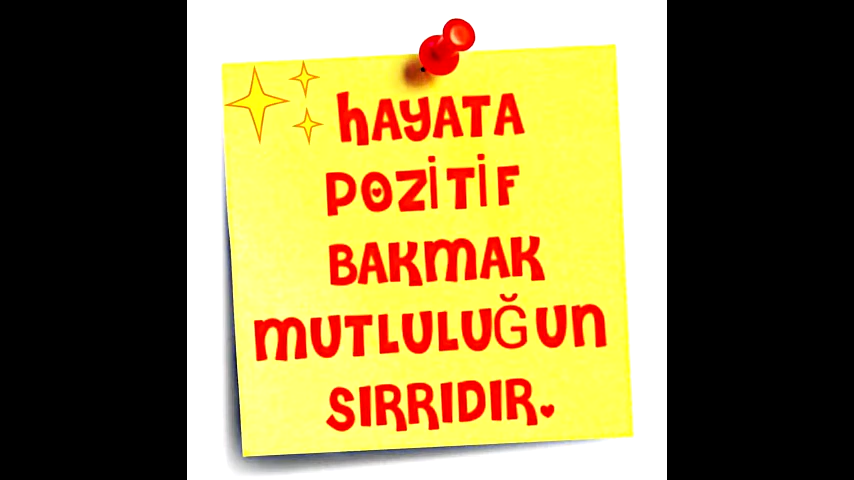 HAYATA
POZİTİF
BAKMAK
MUTLULUĞUN
SIRRIDIR.